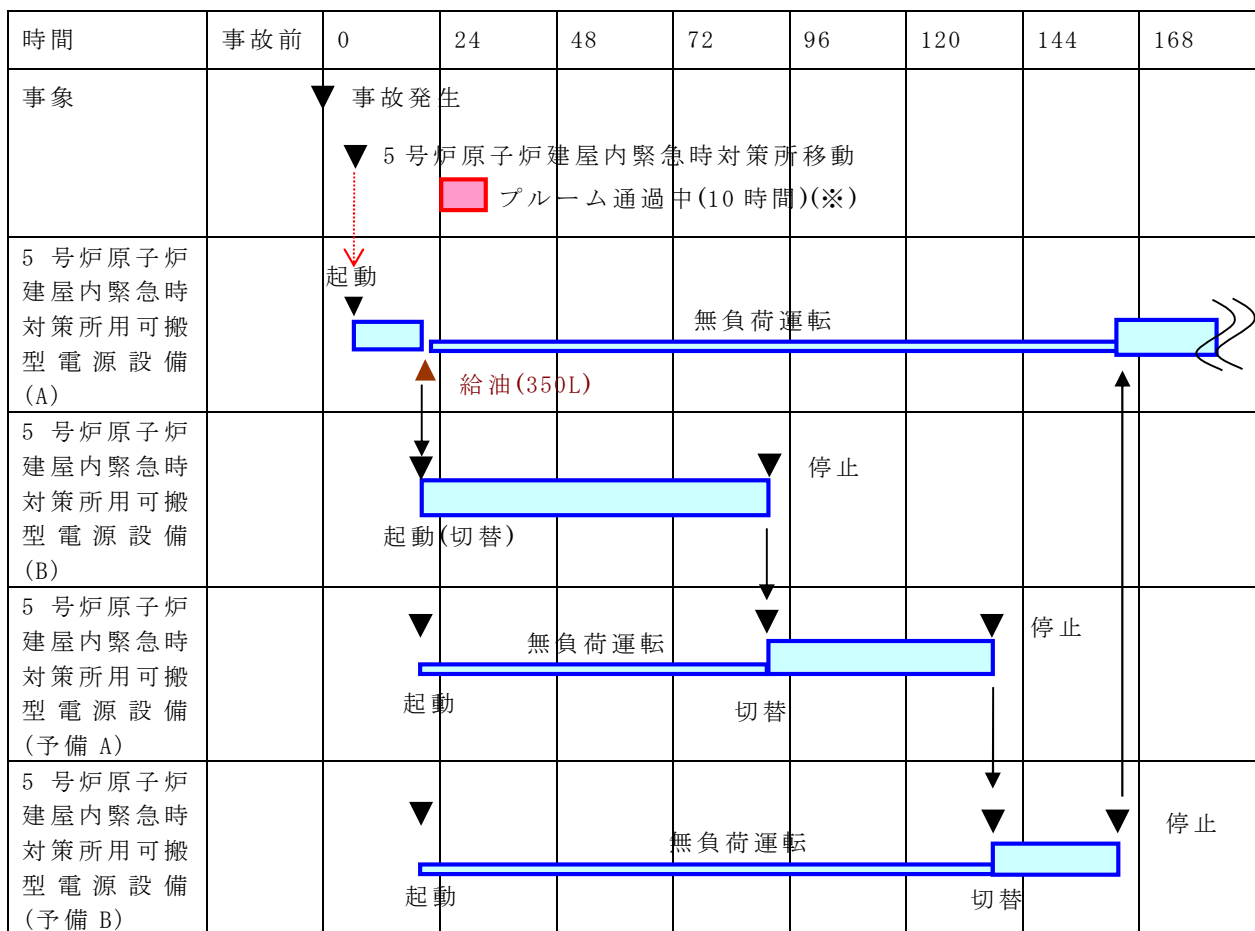 時間 事故前 0 24 48 72 96 120 144 168
事象
事故発生
5号炉原子炉建屋内緊急時対策所移動
プルーム通過中(10時間)(※)
5 号炉原子炉
建屋内緊急時
対策所用可搬
型電源設備
(A)
起動
無負荷運転
給油(350L)
5 号炉原子炉
建屋内緊急時
対策所用可搬
型電源設備
(B)
停止
起動(切替)
5 号炉原子炉
建屋内緊急時
対策所用可搬
型電源設備
(予備 A)
無負荷運転
停止
起動
切替
5 号炉原子炉
建屋内緊急時
対策所用可搬
型電源設備
(予備 B)
無負荷運転
停止
起動
切替